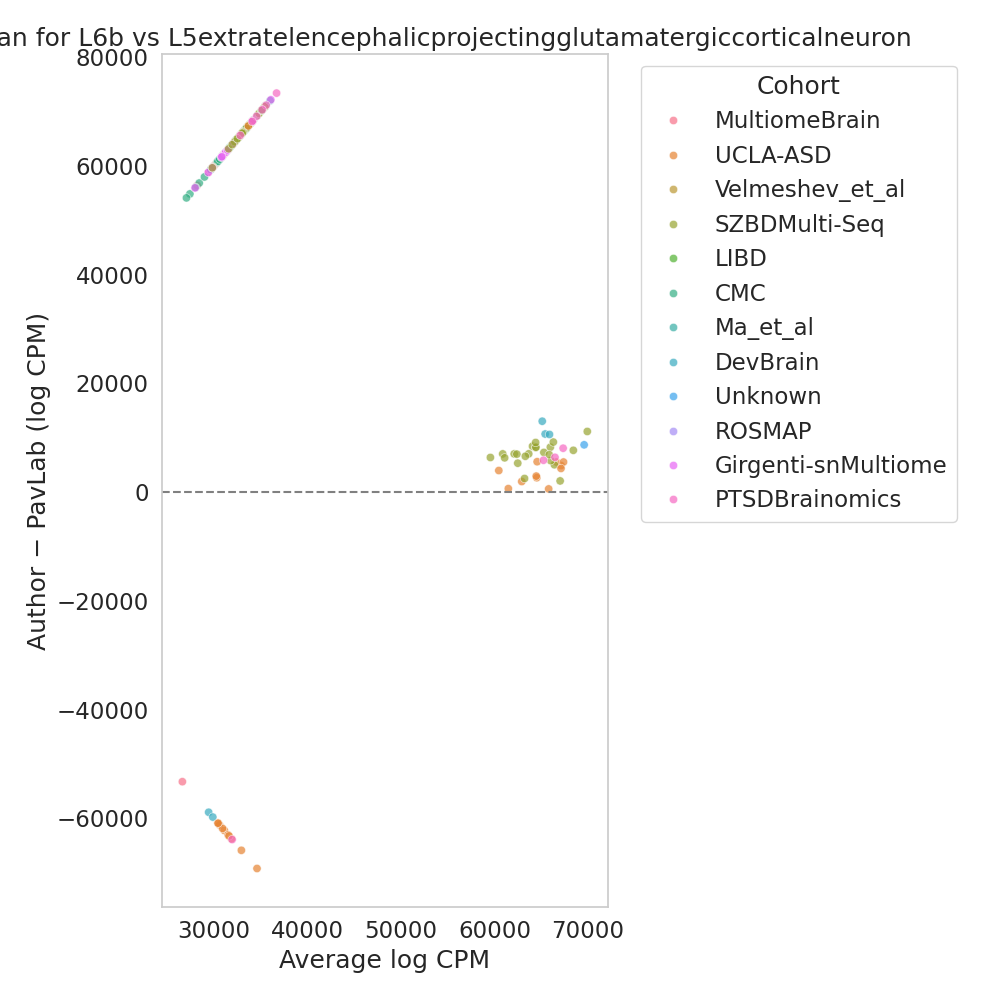 an for L6b vs L5extratelencephalicprojectingglutamatergiccorticalneuron
80000
60000
40000
20000
0
−20000
−40000
−60000
Author − PavLab (log CPM)
30000 40000 50000 60000 70000
Average log CPM
Cohort
MultiomeBrain
UCLA-ASD
Velmeshev_et_al
SZBDMulti-Seq
LIBD
CMC
Ma_et_al
DevBrain
Unknown
ROSMAP
Girgenti-snMultiome
PTSDBrainomics